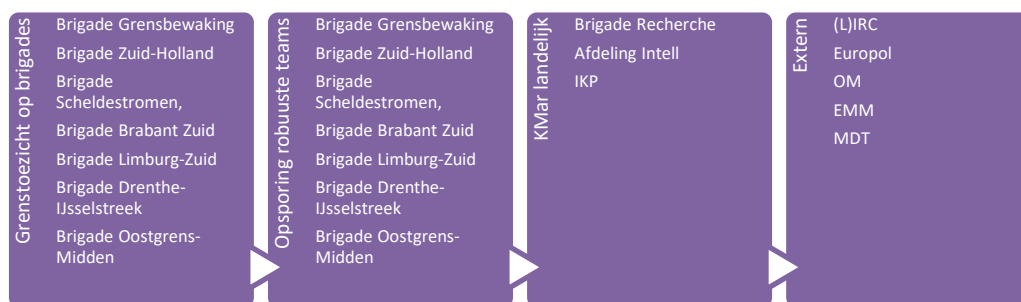 Grenstoezicht op brigades
Brigade Grensbewaking
Brigade Zuid-Holland
Brigade
Scheldestromen,
Brigade Brabant Zuid
Brigade Limburg-Zuid
Brigade Drenthe-
IJsselstreek
Brigade Oostgrens-
Midden
Opsporing robuuste teams
Brigade Grensbewaking
Brigade Zuid-Holland
Brigade
Scheldestromen,
Brigade Brabant Zuid
Brigade Limburg-Zuid
Brigade Drenthe-
IJsselstreek
Brigade Oostgrens-
Midden
KMar landelijk
Brigade Recherche
Afdeling Intell
IKP
Extern
(L)IRC
Europol
OM
EMM
MDT